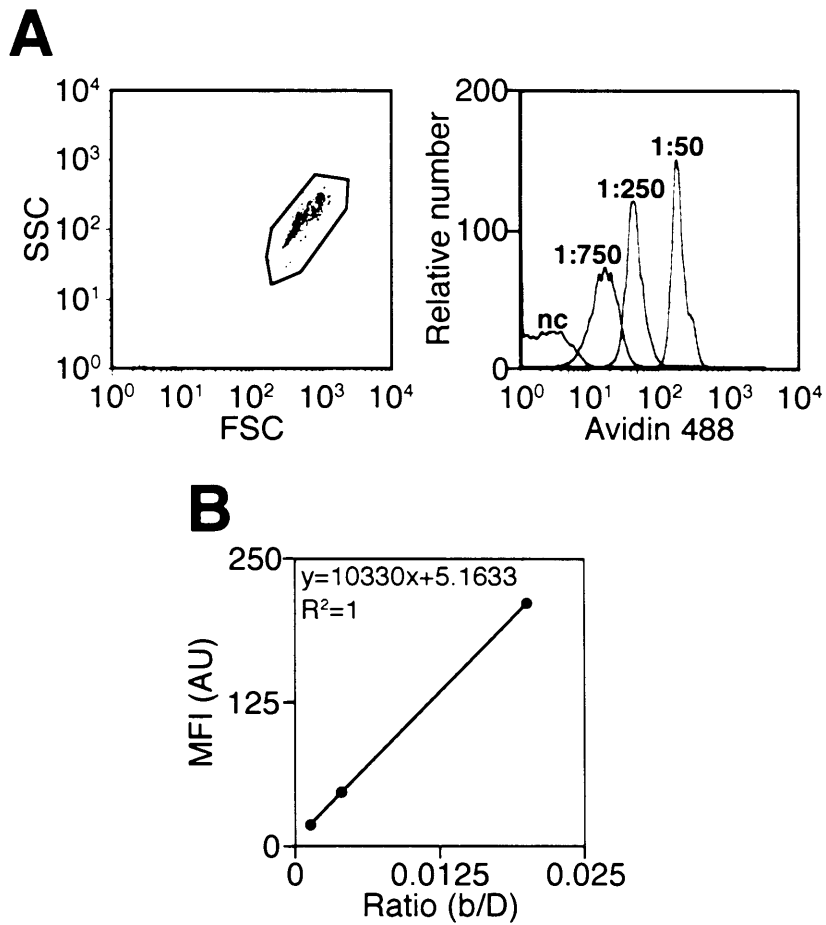 A
10⁴
10³
10²
10¹
10⁰
SSC
10⁰ 10¹ 10² 10³ 10⁴
FSC
200
100
0
Relative number
nc
1:750
1:250
1:50
10⁰ 10¹ 10² 10³ 10⁴
Avidin 488
B
250
125
0
MFI (AU)
y=10330x+5.1633
R²=1
0 0.0125 0.025
Ratio (b/D)